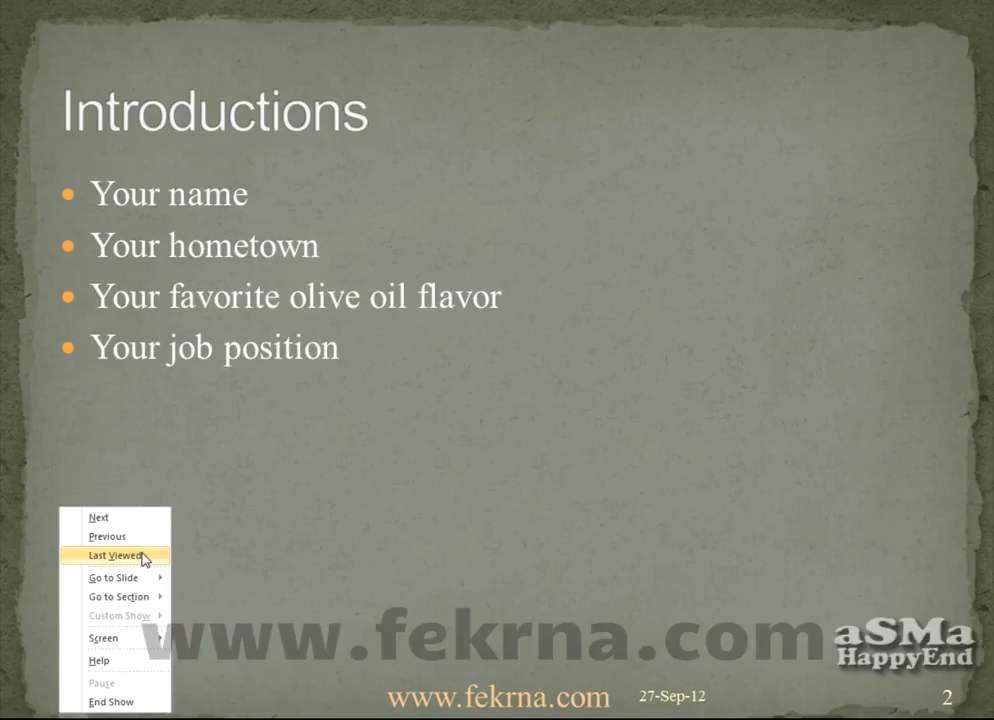 Introductions
Your name
Your hometown
Your favorite olive oil flavor
Your job position
Next
Previous
Last Viewed
Go to Slide
Go to Section
Custom Show
Screen
Help
Pause
End Show
www.fekrna.com
aSMa
HappyEnd
www.fekrna.com
27-Sep-12
2